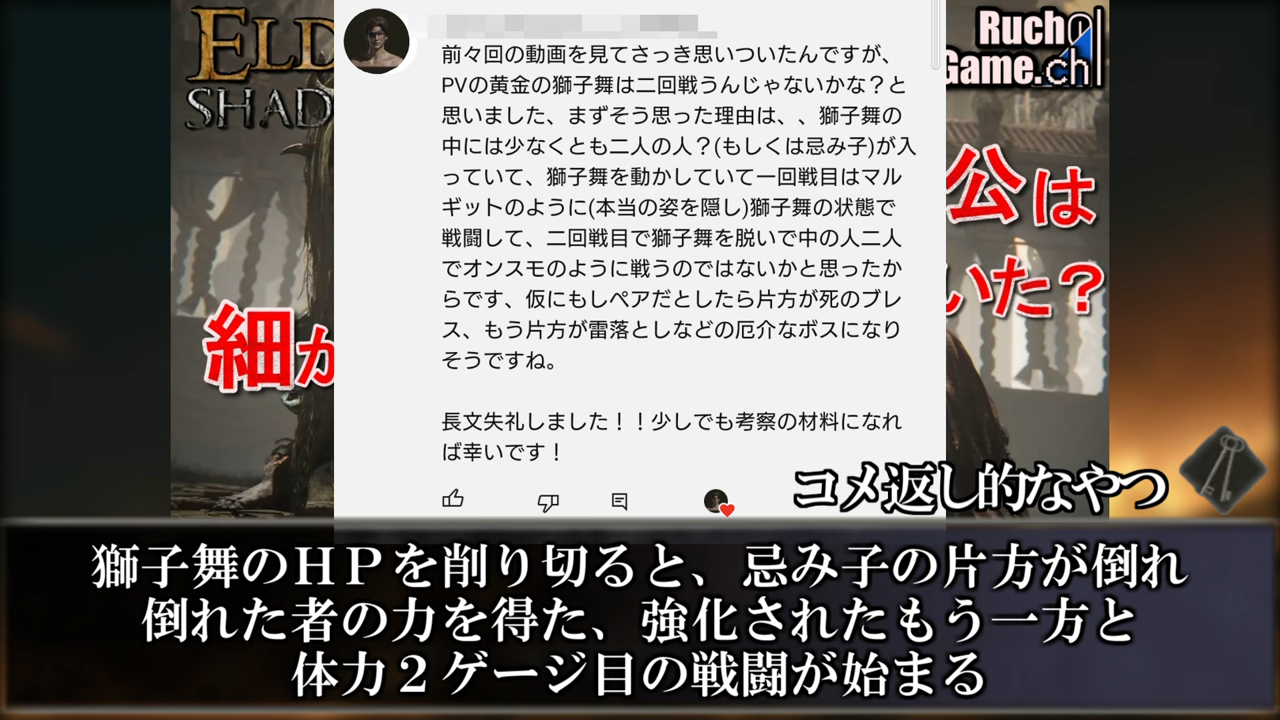 ELD
SHAD
Ruch
Game.ch
前々回の動画を見てさっき思いついたんですが、
PVの黄金の獅子舞は二回戦うんじゃないかな？と
思いました、まずそう思った理由は、、獅子舞の
中には少なくとも二人の人？(もしくは忌み子)が入
っていて、獅子舞を動かしていて一回戦目はマル
ギットのように(本当の姿を隠し)獅子舞の状態で
戦闘して、二回戦目で獅子舞を脱いで中の人二人
でオンスモのように戦うのではないかと思ったか
らです、仮にもしペアだとしたら片方が死のブレ
ス、もう片方が雷落としなどの厄介なボスになり
そうですね。
長文失礼しました！！少しでも考察の材料になれ
ば幸いです！
公は
いた？
細か
コメ返し的なやつ
獅子舞のＨＰを削り切ると、忌み子の片方が倒れ
倒れた者の力を得た、強化されたもう一方と
体力２ゲージ目の戦闘が始まる